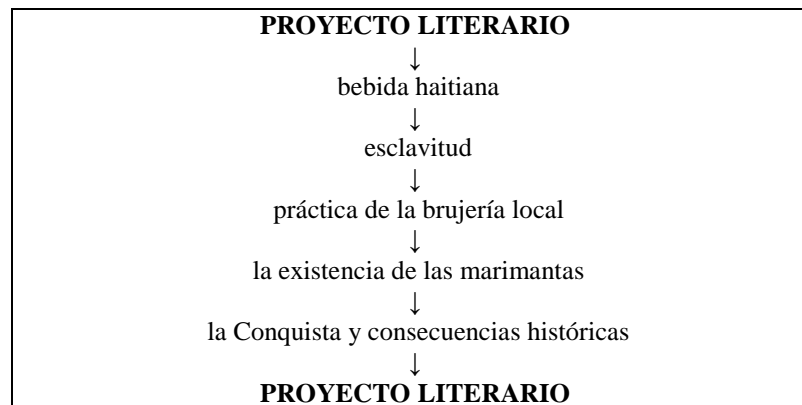 PROYECTO LITERARIO
↓
bebida haitiana
↓
esclavitud
↓
práctica de la brujería local
↓
la existencia de las marimantas
↓
la Conquista y consecuencias históricas
↓
PROYECTO LITERARIO